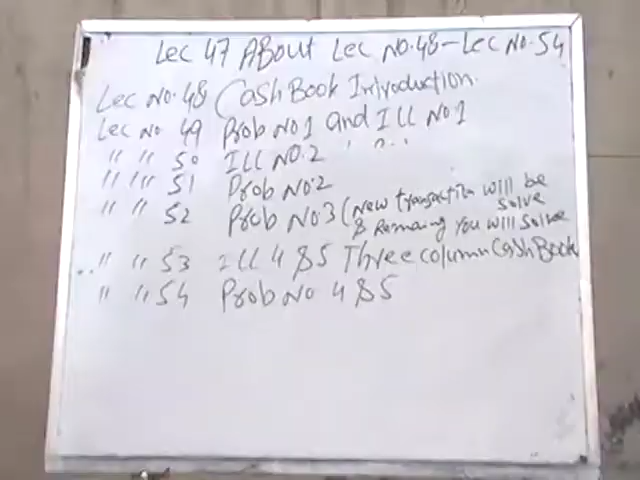 Lec 47 ABout Lec No.48-Lec No.54
Lec No.48 Cash Book Introduction.
Lec No 49 Prob No1 and Ill No.1
" " 50 Ill No.2
" " 51 Prob No.2
" " 52 Prob No.3 (New transaction will be solve
& Remaing You will Solve
" " 53 Ill 4 &5 Three column Cash Book
" " 54 Prob No 4 &5